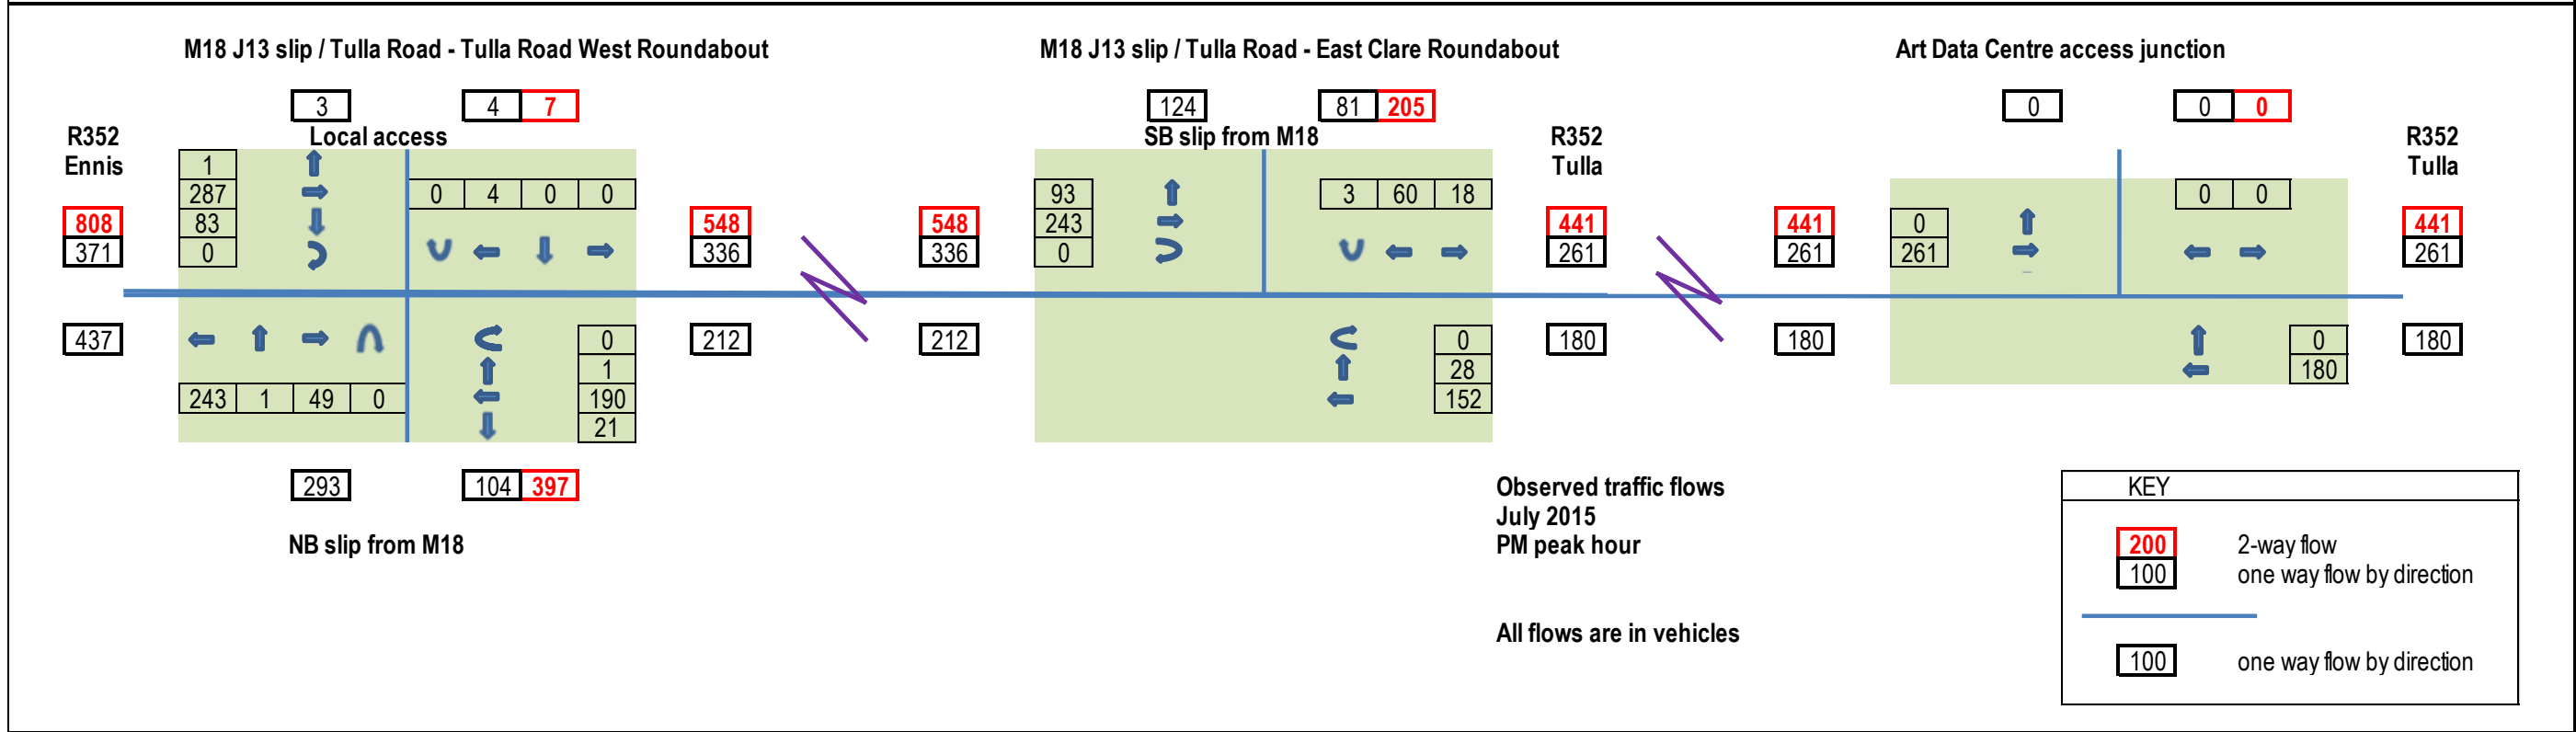 M18 J13 slip / Tulla Road - Tulla Road West Roundabout
M18 J13 slip / Tulla Road - East Clare Roundabout
Art Data Centre access junction
3 4 7
124 81 205
0 0 0
R352
Ennis
Local access
SB slip from M18
R352
Tulla
R352
Tulla
1
287
83
0
0 4 0 0
808
371
548
336
548
336
93
243
0
3 60 18
441
261
441
261
0
261
0 0
441
261
437
243 1 49 0
0
1
190
21
212
212
0
28
152
180
180
0
180
180
293 104 397
NB slip from M18
Observed traffic flows
July 2015
PM peak hour
All flows are in vehicles
KEY
200 2-way flow
100 one way flow by direction
100 one way flow by direction